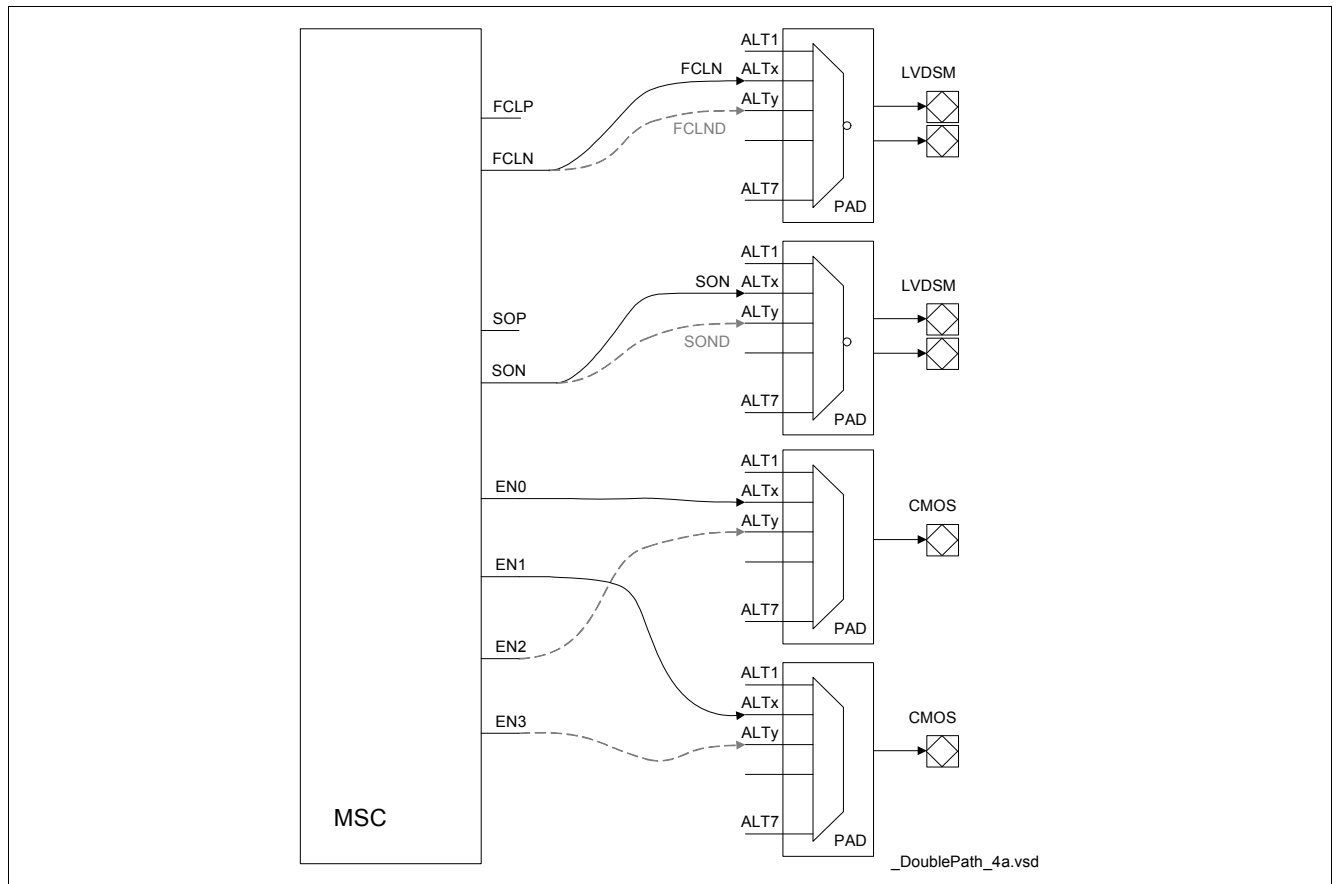 ALT1
FCLN ALTx LVDSM
FCLP ALTy
FCLND
FCLN
ALT7
PAD
ALT1
SON ALTx LVDSM
SOP ALTy
SOND
SON
ALT7
PAD
ALT1
EN0 ALTx CMOS
ALTy
EN1
ALT7
PAD
EN2
ALT1
ALTx
EN3 ALTy CMOS
MSC ALT7
PAD
_DoublePath_4a.vsd